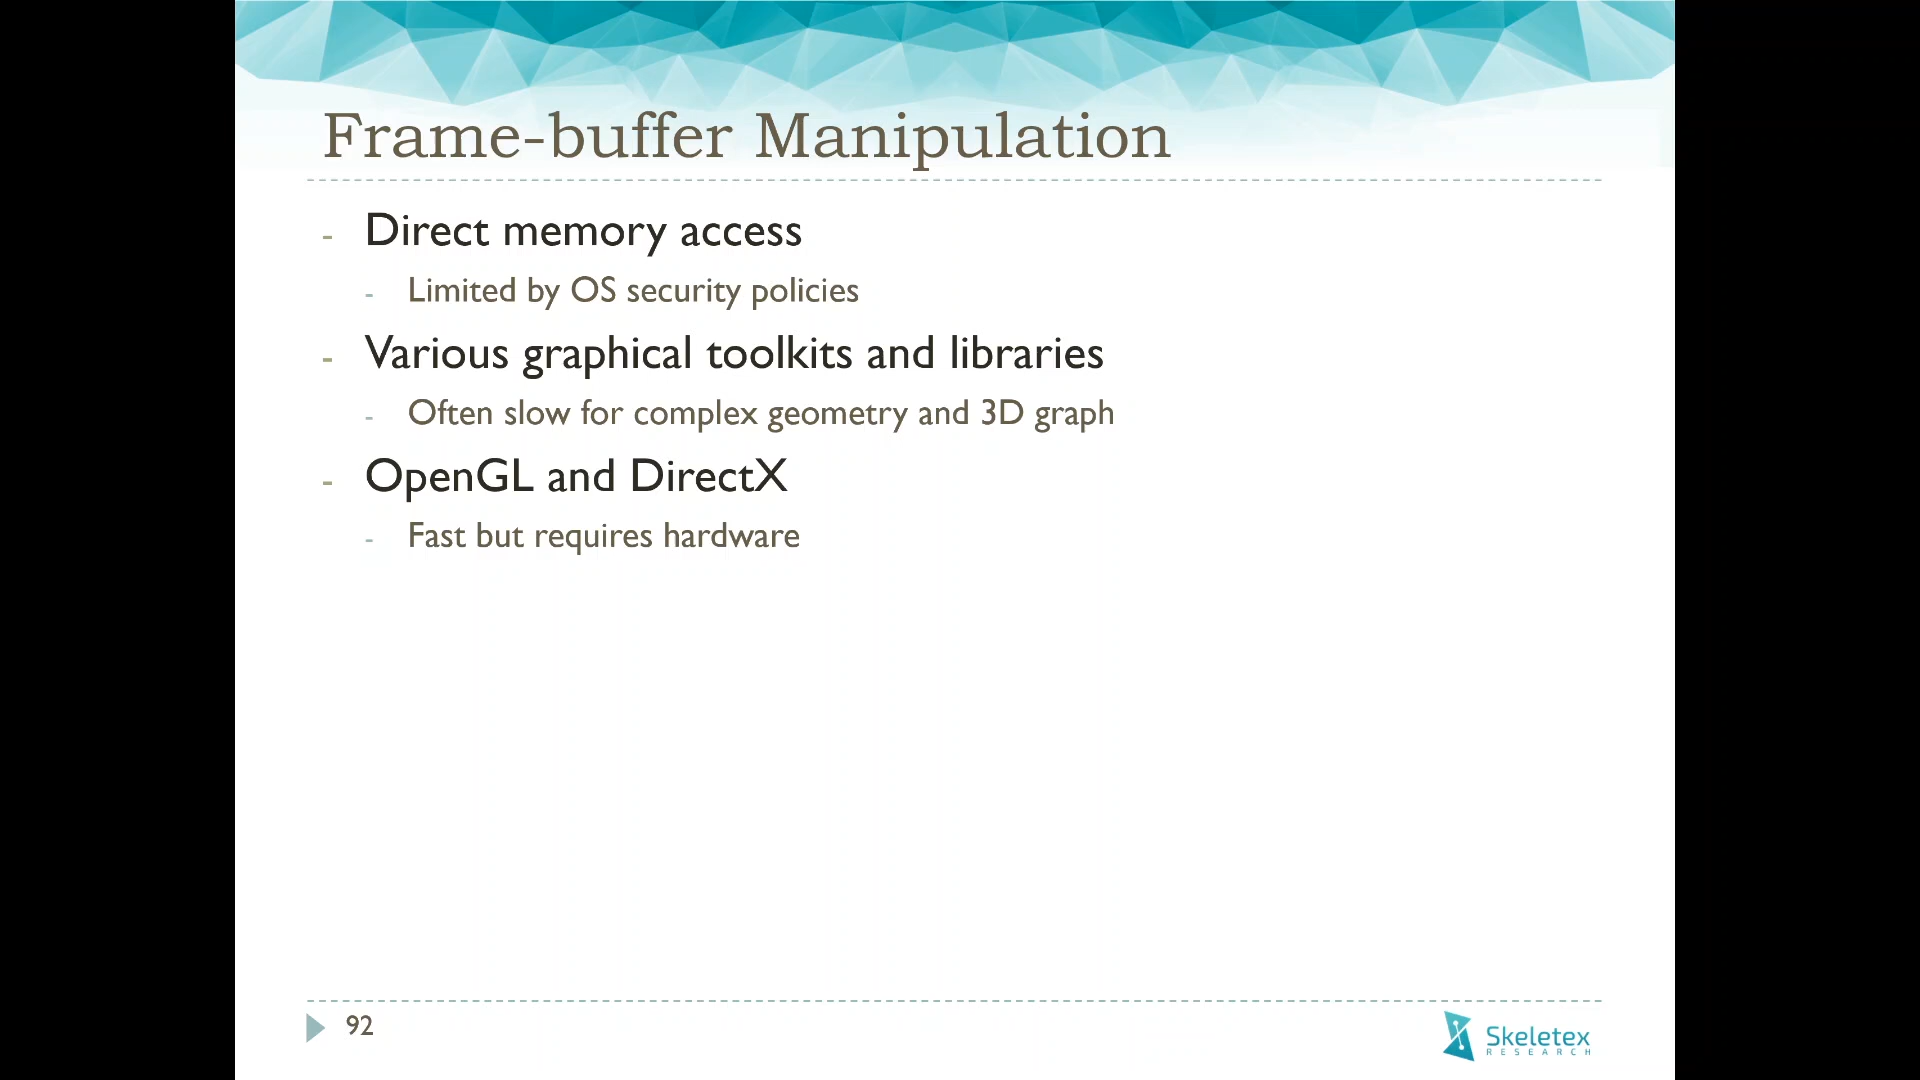 Frame-buffer Manipulation
- Direct memory access
- Limited by OS security policies
- Various graphical toolkits and libraries
- Often slow for complex geometry and 3D graph
- OpenGL and DirectX
- Fast but requires hardware
92
Skeletex
RESEARCH